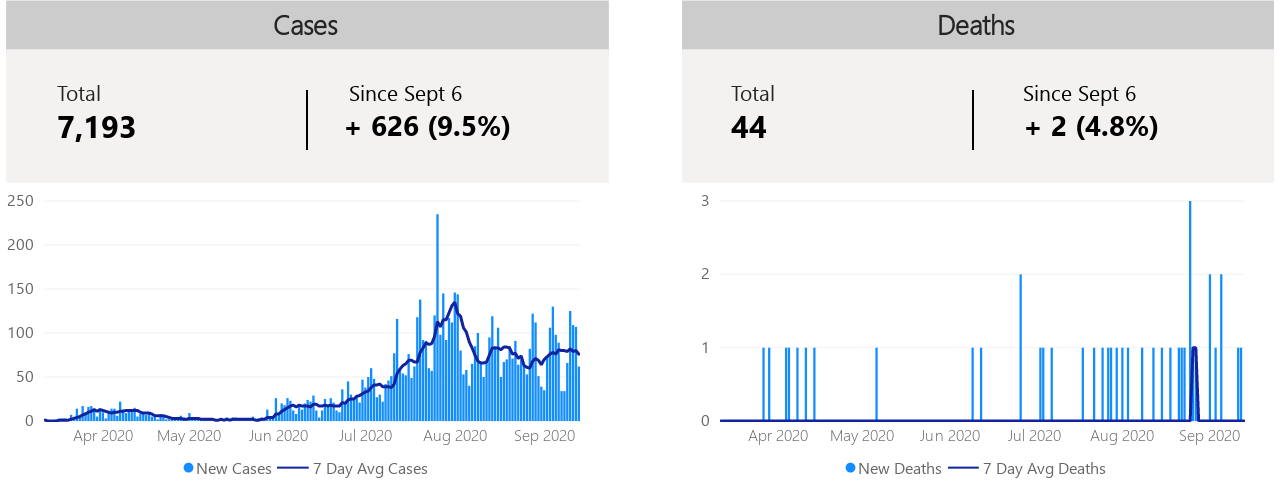 Cases
Total
7,193
Since Sept 6
+ 626 (9.5%)
250
200
150
100
50
0
Apr 2020 May 2020 Jun 2020 Jul 2020 Aug 2020 Sep 2020
New Cases 7 Day Avg Cases
Deaths
Total
44
Since Sept 6
+ 2 (4.8%)
3
2
1
0
Apr 2020 May 2020 Jun 2020 Jul 2020 Aug 2020 Sep 2020
New Deaths 7 Day Avg Deaths